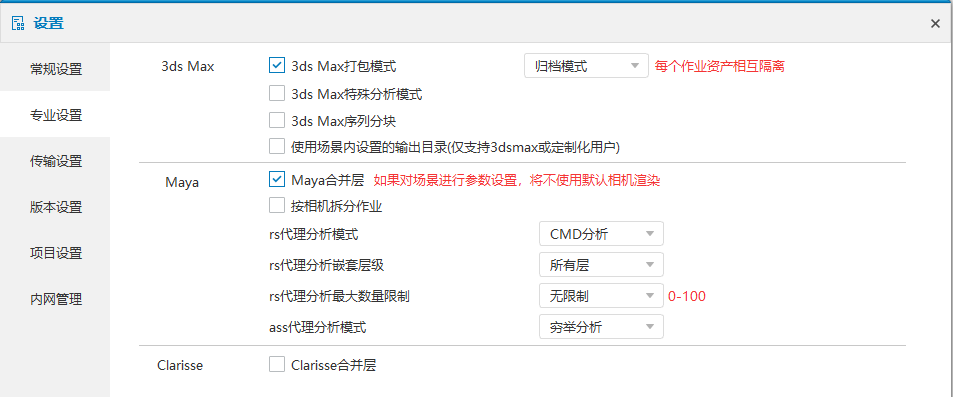 设置
常规设置
专业设置
传输设置
版本设置
项目设置
内网管理
3ds Max
3ds Max打包模式 归档模式 每个作业资产相互隔离
3ds Max特殊分析模式
3ds Max序列分块
使用场景内设置的输出目录(仅支持3dsmax或定制化用户)
Maya
Maya合并层 如果对场景进行参数设置，将不使用默认相机渲染
按相机拆分作业
rs代理分析模式 CMD分析
rs代理分析嵌套层级 所有层
rs代理分析最大数量限制 无限制 0-100
ass代理分析模式 穷举分析
Clarisse
Clarisse合并层